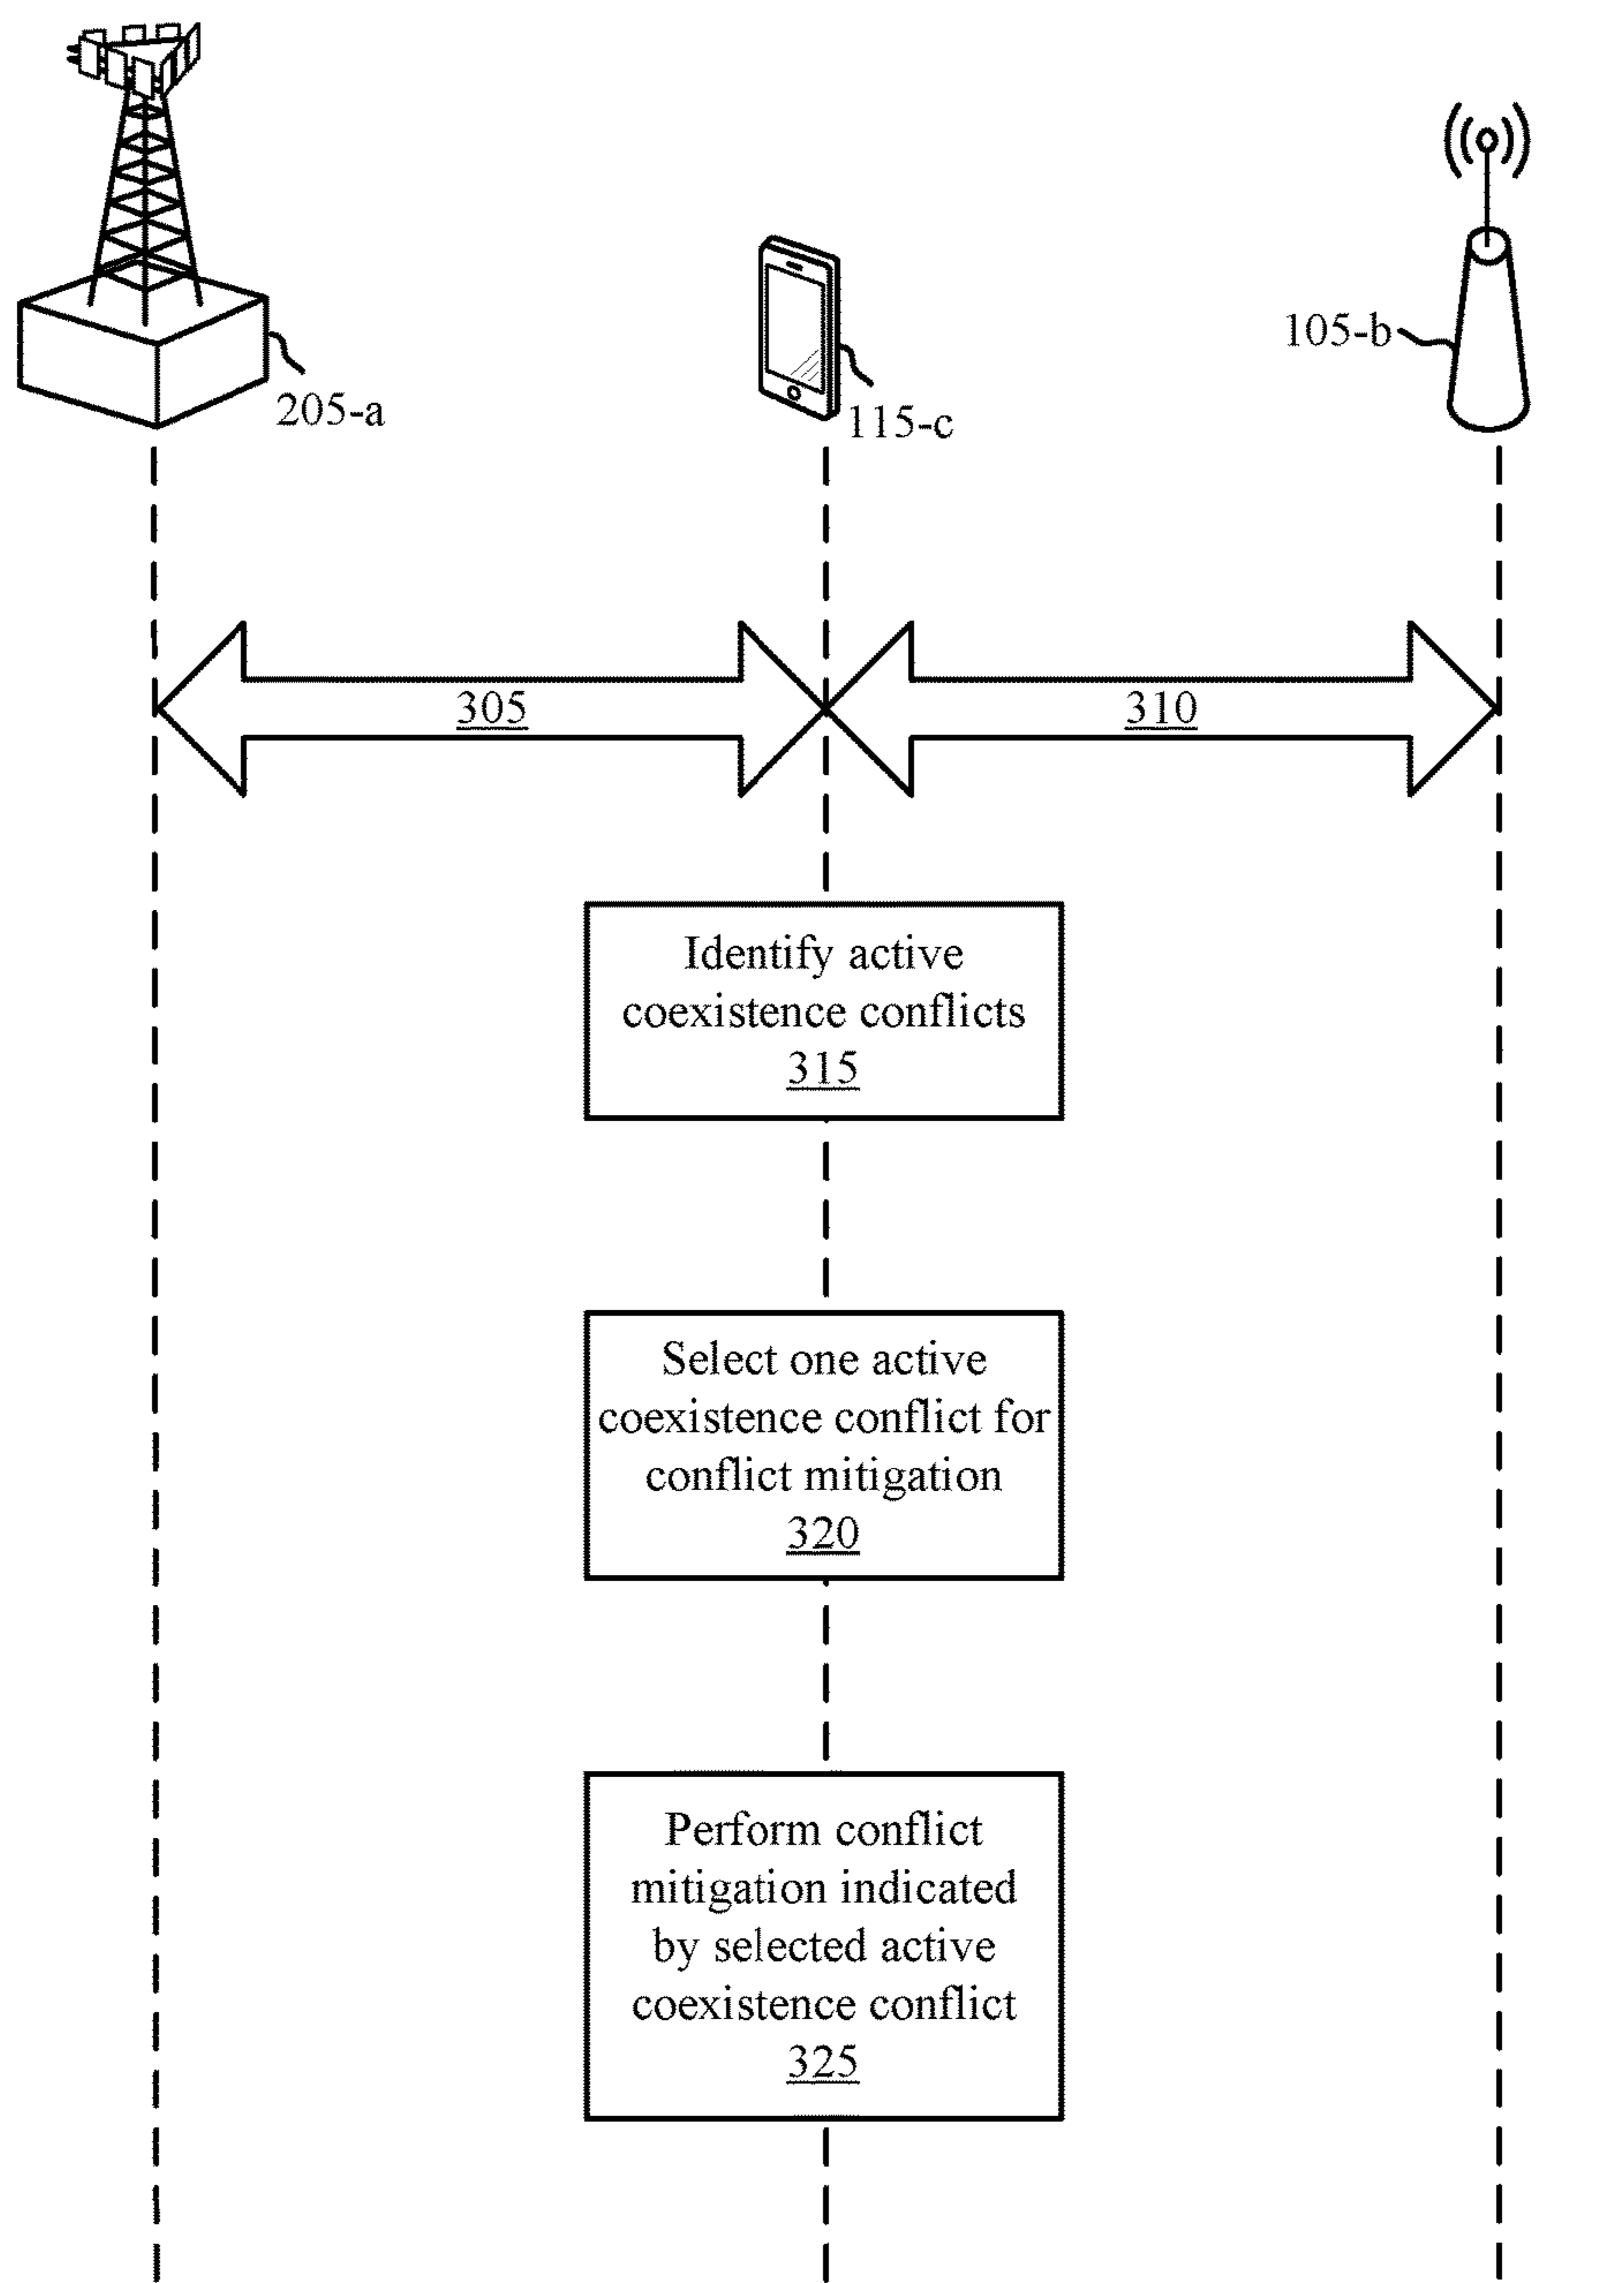 105-b
205-a
115-c
305
310
Identify active
coexistence conflicts
315
Select one active
coexistence conflict for
conflict mitigation
320
Perform conflict
mitigation indicated
by selected active
coexistence conflict
325